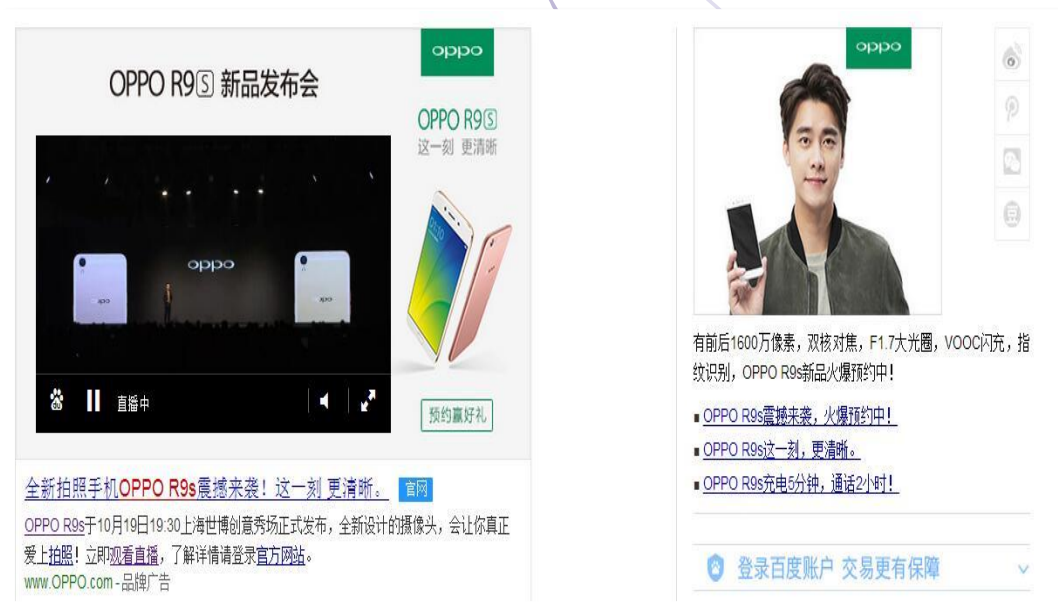 oppo
OPPO R9S 新品发布会
OPPO R9S
这一刻 更清晰
oppo
oppo
直播中
预约赢好礼
全新拍照手机OPPO R9s震撼来袭！这一刻 更清晰。 官网
OPPO R9s于10月19日19:30上海世博创意秀场正式发布，全新设计的摄像头，会让你真正
爱上拍照！立即观看直播，了解详情请登录官方网站。
www.OPPO.com - 品牌广告
oppo
豆
有前后1600万像素，双核对焦，F1.7大光圈，VOOC闪充，指
纹识别，OPPO R9s新品火爆预约中！
■ OPPO R9s震撼来袭，火爆预约中！
■ OPPO R9s这一刻，更清晰。
■ OPPO R9s充电5分钟，通话2小时！
登录百度账户 交易更有保障